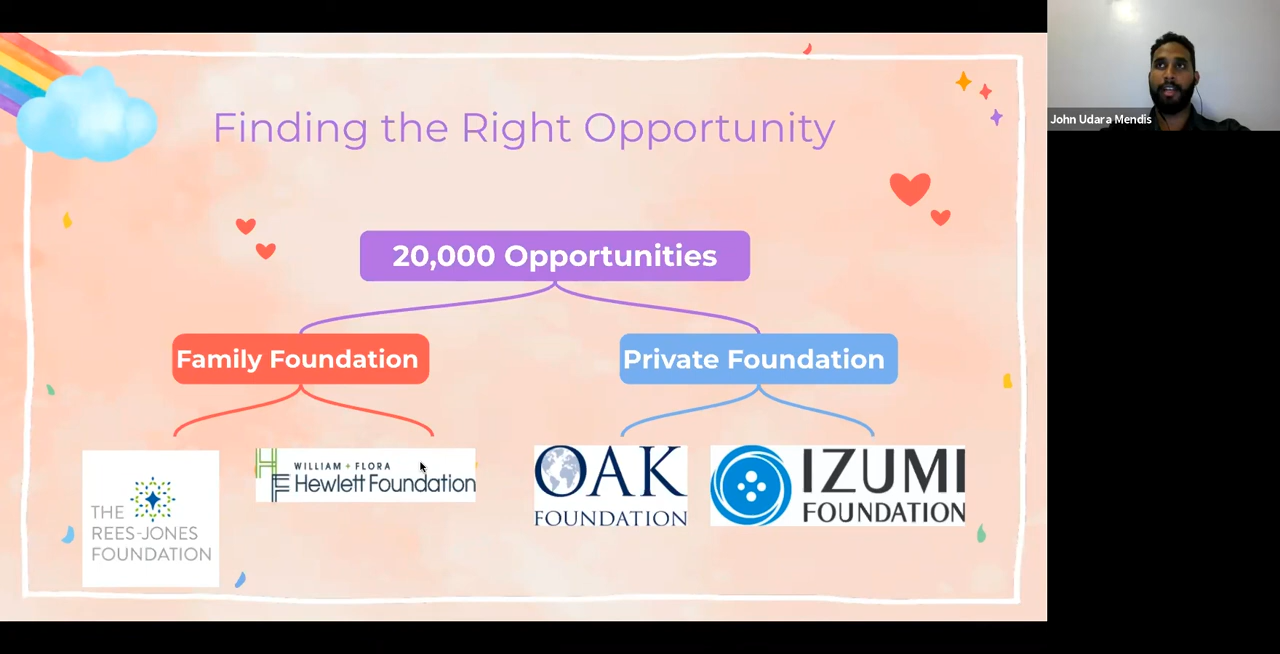 Finding the Right Opportunity
20,000 Opportunities
Family Foundation
Private Foundation
THE
REES-JONES
FOUNDATION
WILLIAM + FLORA
Hewlett Foundation
OAK
FOUNDATION
IZUMI
FOUNDATION
John Udara Mendis